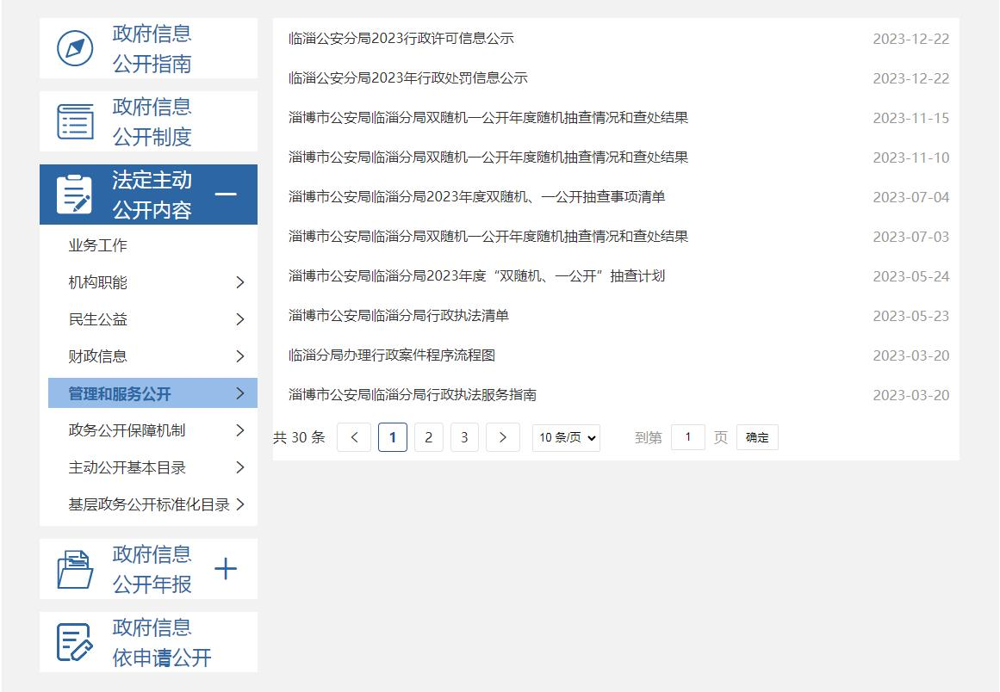 政府信息
公开指南
政府信息
公开制度
法定主动
公开内容
业务工作
机构职能
民生公益
财政信息
管理和服务公开
政务公开保障机制
主动公开基本目录
基层政务公开标准化目录
政府信息
公开年报
政府信息
依申请公开
临淄公安分局2023行政许可信息公示 2023-12-22
临淄公安分局2023年行政处罚信息公示 2023-12-22
淄博市公安局临淄分局双随机一公开年度随机抽查情况和查处结果 2023-11-15
淄博市公安局临淄分局双随机一公开年度随机抽查情况和查处结果 2023-11-10
淄博市公安局临淄分局2023年度双随机、一公开抽查事项清单 2023-07-04
淄博市公安局临淄分局双随机一公开年度随机抽查情况和查处结果 2023-07-03
淄博市公安局临淄分局2023年度“双随机、一公开”抽查计划 2023-05-24
淄博市公安局临淄分局行政执法清单 2023-05-23
临淄分局办理行政案件程序流程图 2023-03-20
淄博市公安局临淄分局行政执法服务指南 2023-03-20
共 30 条 < 1 2 3 > 10 条/页 到第 1 页 确定